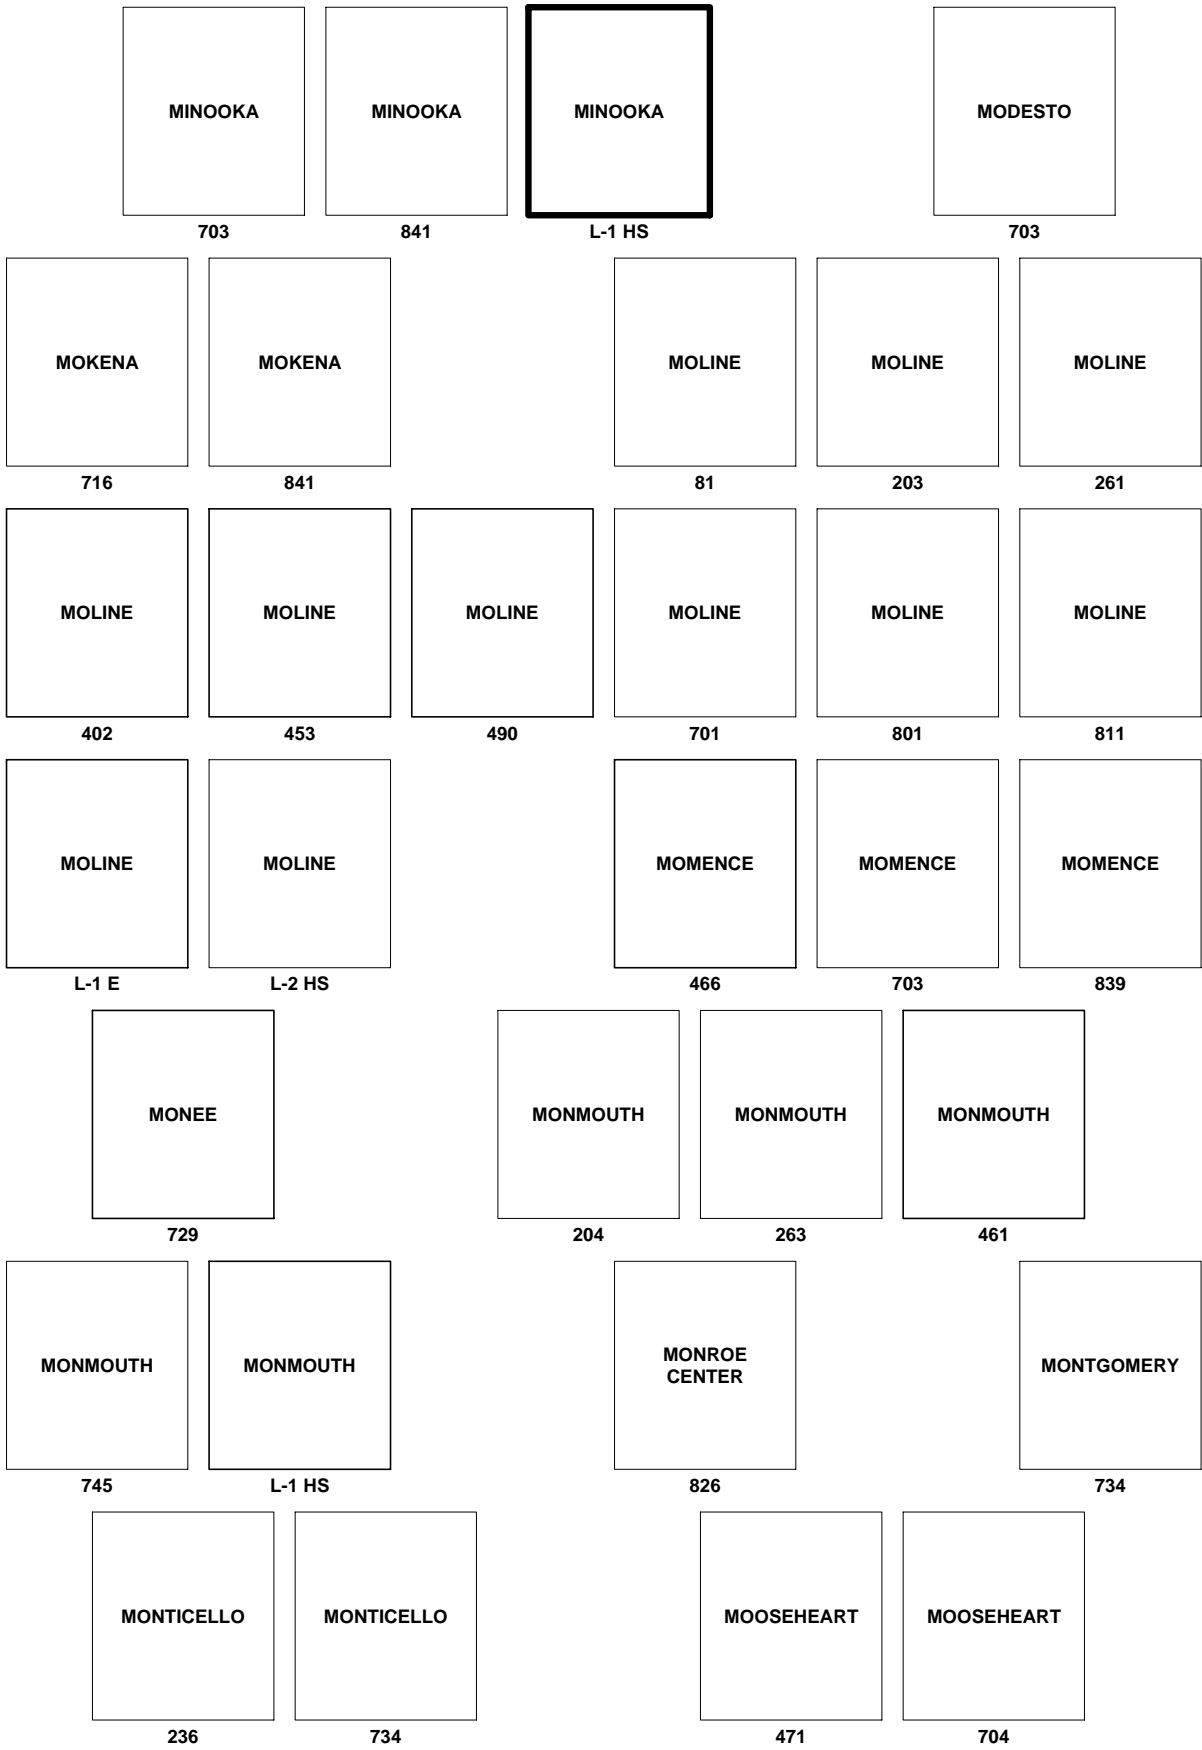 MINOOKA MINOOKA MINOOKA MODESTO
703 841 L-1 HS 703
MOKENA MOKENA MOLINE MOLINE MOLINE
716 841 81 203 261
MOLINE MOLINE MOLINE MOLINE MOLINE MOLINE
402 453 490 701 801 811
MOLINE MOLINE MOMENCE MOMENCE MOMENCE
L-1 E L-2 HS 466 703 839
MONEE MONMOUTH MONMOUTH MONMOUTH
729 204 263 461
MONMOUTH MONMOUTH MONROE MONTGOMERY
CENTER
745 L-1 HS 826 734
MONTICELLO MONTICELLO MOOSEHEART MOOSEHEART
236 734 471 704